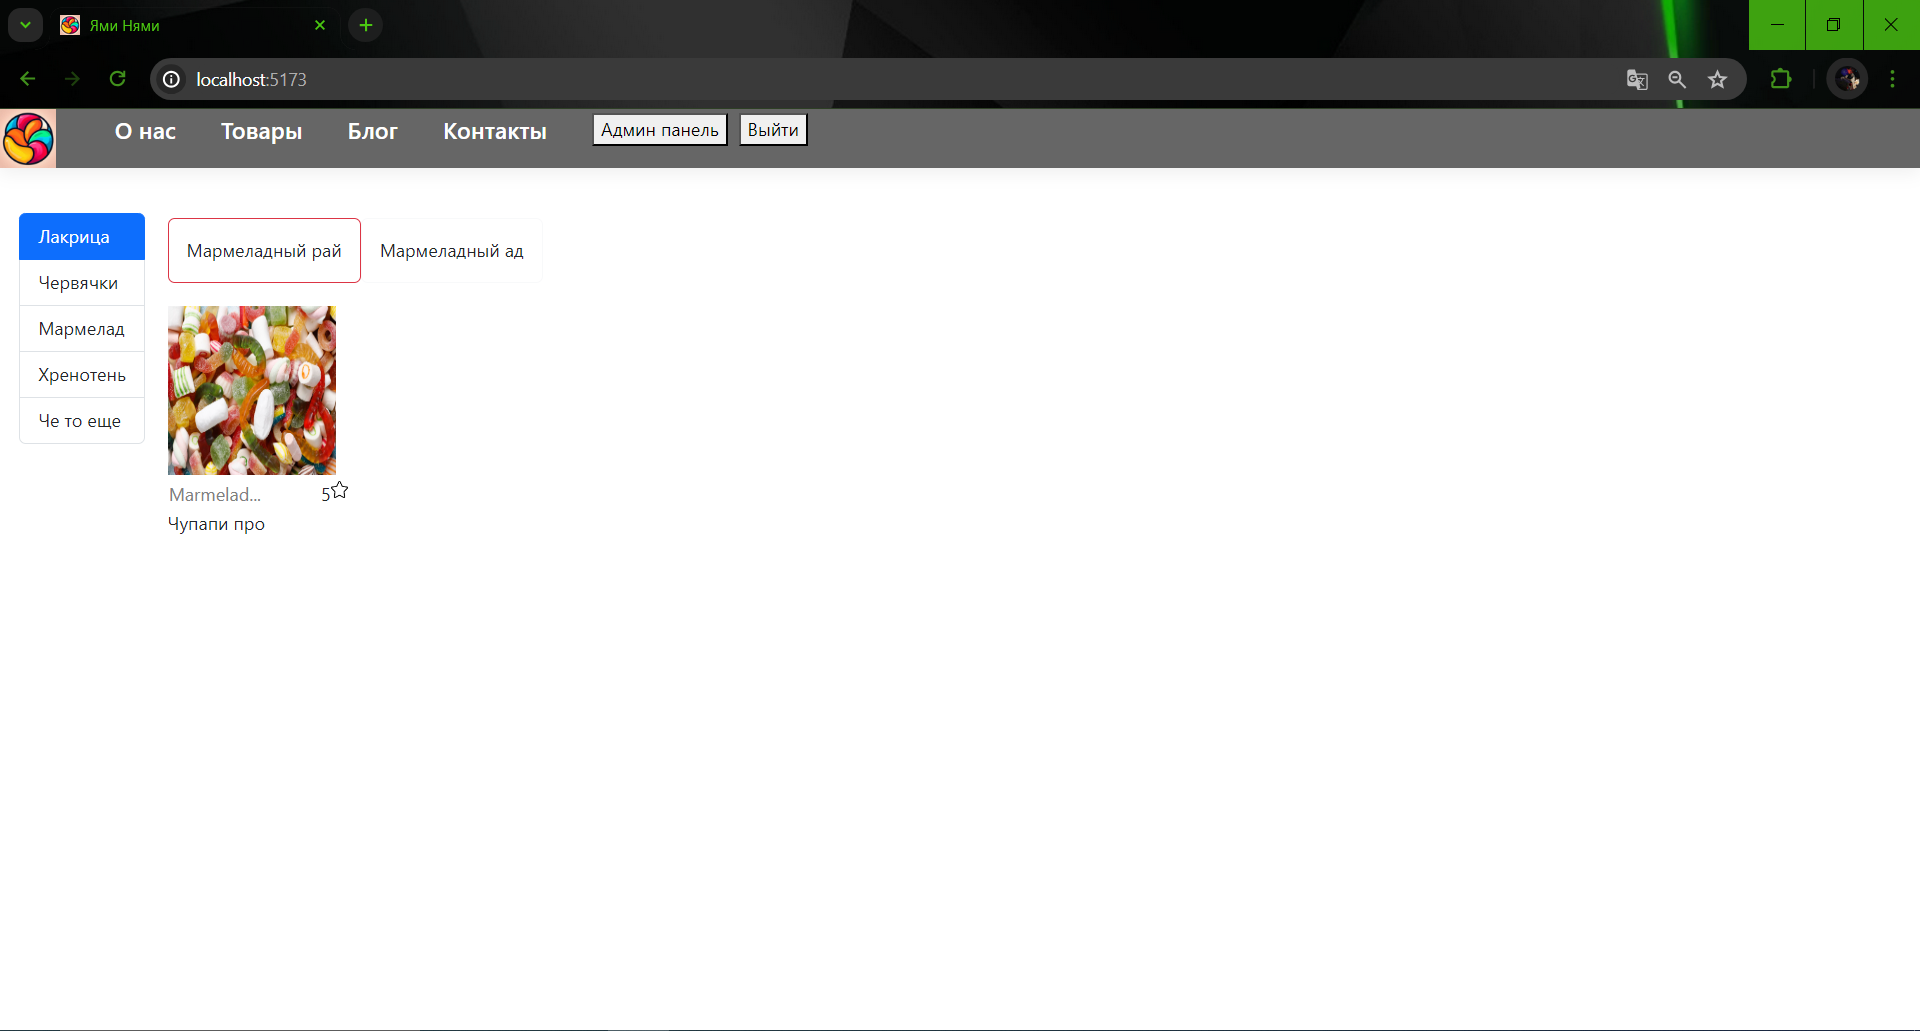 Ями Нями
localhost:5173
О нас Товары Блог Контакты Админ панель Выйти
Лакрица
Червячки
Мармелад
Хренотень
Че то еще
Мармеладный рай Мармеладный ад
Marmelad... 5
Чупапи про